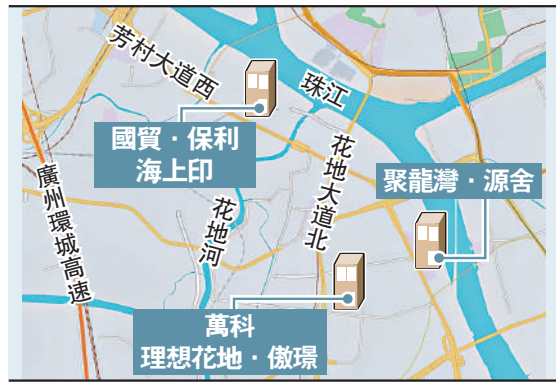 芳村大道西
珠江
國貿·保利
海上印
花地大道北
聚龍灣·源舍
廣州環城高速
花地河
萬科
理想花地·傲璟